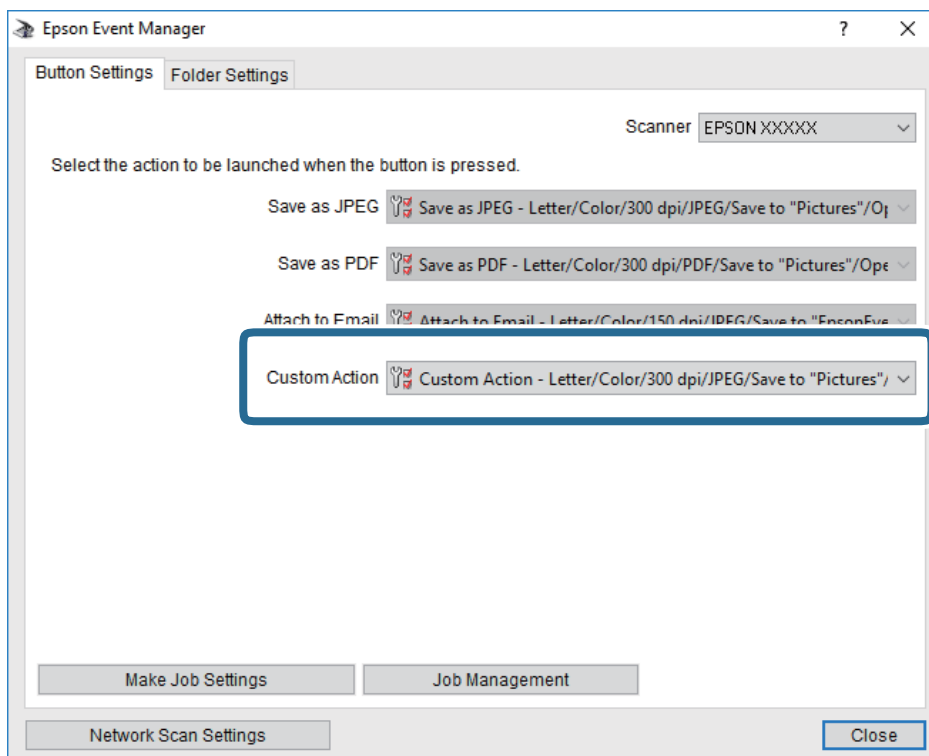 Epson Event Manager
Button Settings
Folder Settings
Scanner EPSON XXXXX
Select the action to be launched when the button is pressed.
Save as JPEG Save as JPEG - Letter/Color/300 dpi/JPEG/Save to "Pictures"/Op
Save as PDF Save as PDF - Letter/Color/300 dpi/PDF/Save to "Pictures"/Ope
Attach to Email Attach to Email - Letter/Color/150 dpi/JPEG/Save to "EpsonEve
Custom Action Custom Action - Letter/Color/300 dpi/JPEG/Save to "Pictures"/
Make Job Settings
Job Management
Network Scan Settings
Close